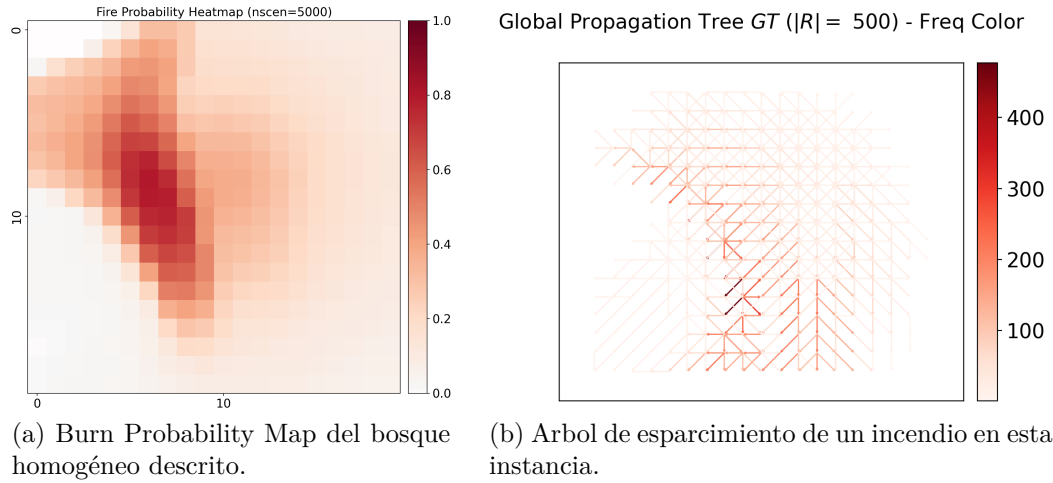 Fire Probability Heatmap (nscen=5000)
0
10
0
10
1.0
0.8
0.6
0.4
0.2
0.0
(a) Burn Probability Map del bosque
homogéneo descrito.
Global Propagation Tree GT (|R| = 500) - Freq Color
400
300
200
100
(b) Arbol de esparcimiento de un incendio en esta
instancia.